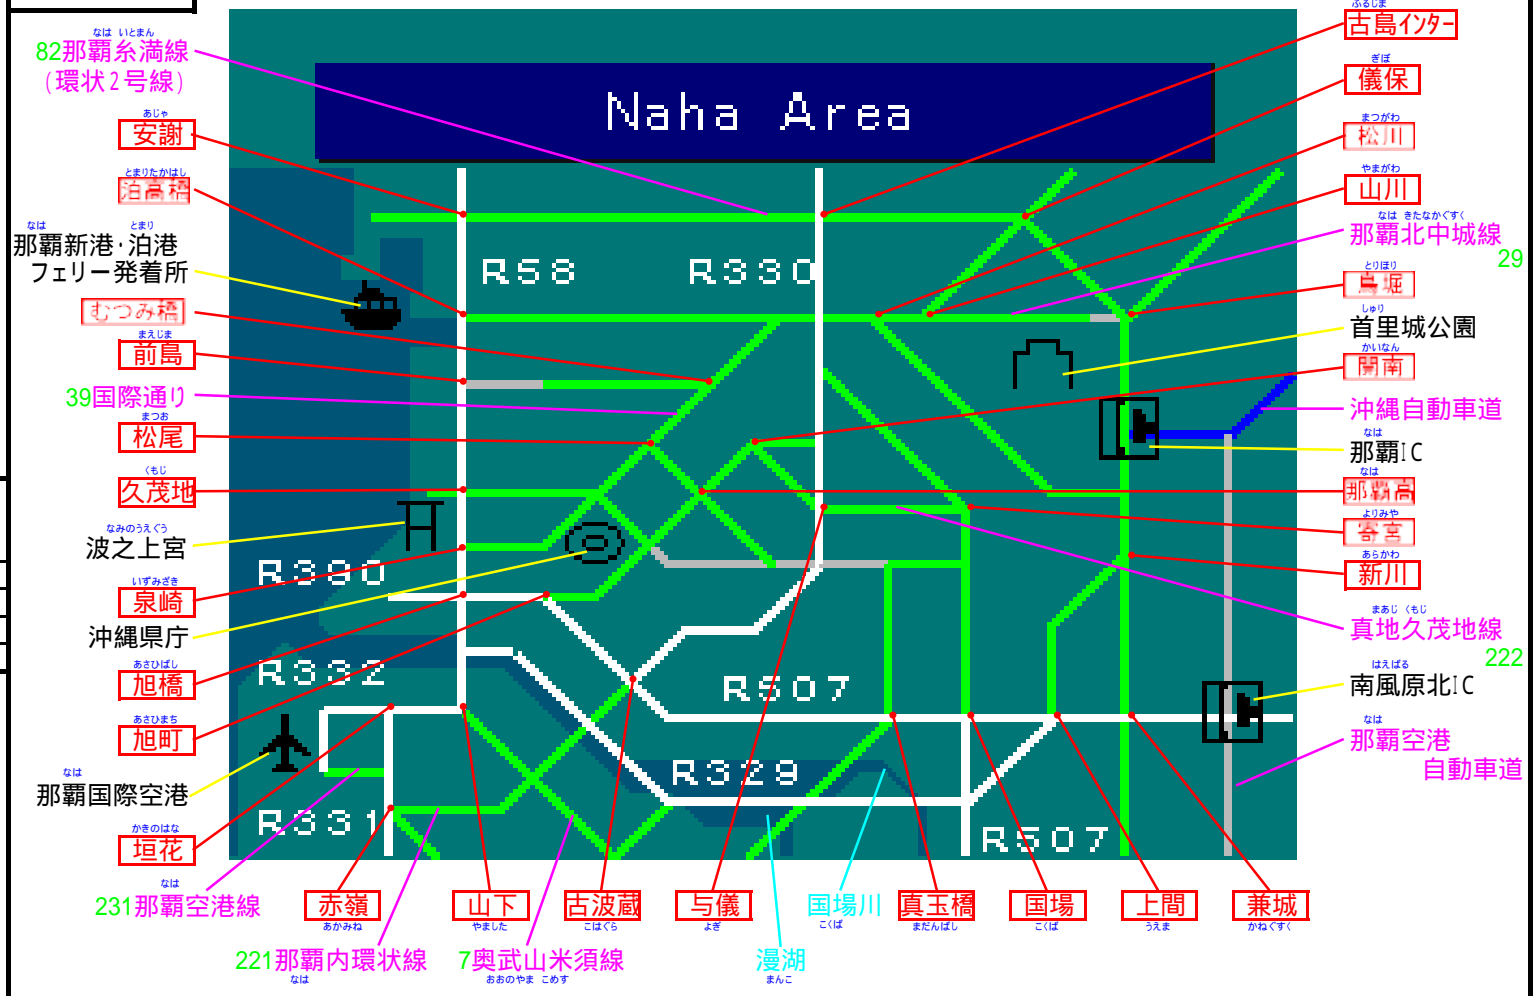 なは いとまん
82那覇糸満線
(環状2号線)
あじゃ
安謝
とまりたかはし
泊高橋
なは とまり
那覇新港・泊港
フェリー発着所
むつみ橋
まえじま
前島
39国際通り
まつお
松尾
くもじ
久茂地
なみのうえぐう
波之上宮
いずみざき
泉崎
沖縄県庁
あさひばし
旭橋
あさひまち
旭町
なは
那覇国際空港
かきのはな
垣花
なは
231那覇空港線
Naha Area
R58
R330
R390
R332
R507
R329
R331
R507
ふるじま
古島インター
ぎぼ
儀保
まつがわ
松川
やまがわ
山川
なは きたなかぐすく
那覇北中城線
29
とりほり
鳥堀
しゅり
首里城公園
かいなん
開南
沖縄自動車道
なは
那覇IC
なは
那覇高
よりみや
寄宮
あらかわ
新川
まあじ くもじ
真地久茂地線
222
はえばる
南風原北IC
なは
那覇空港
自動車道
赤嶺
あかみね
山下
やました
古波蔵
こはぐら
与儀
よぎ
国場川
こくば
真玉橋
まだんばし
国場
こくば
上間
うえま
兼城
かねぐすく
221那覇内環状線
なは
7奥武山米須線
おおのやま こめす
漫湖
まんこ